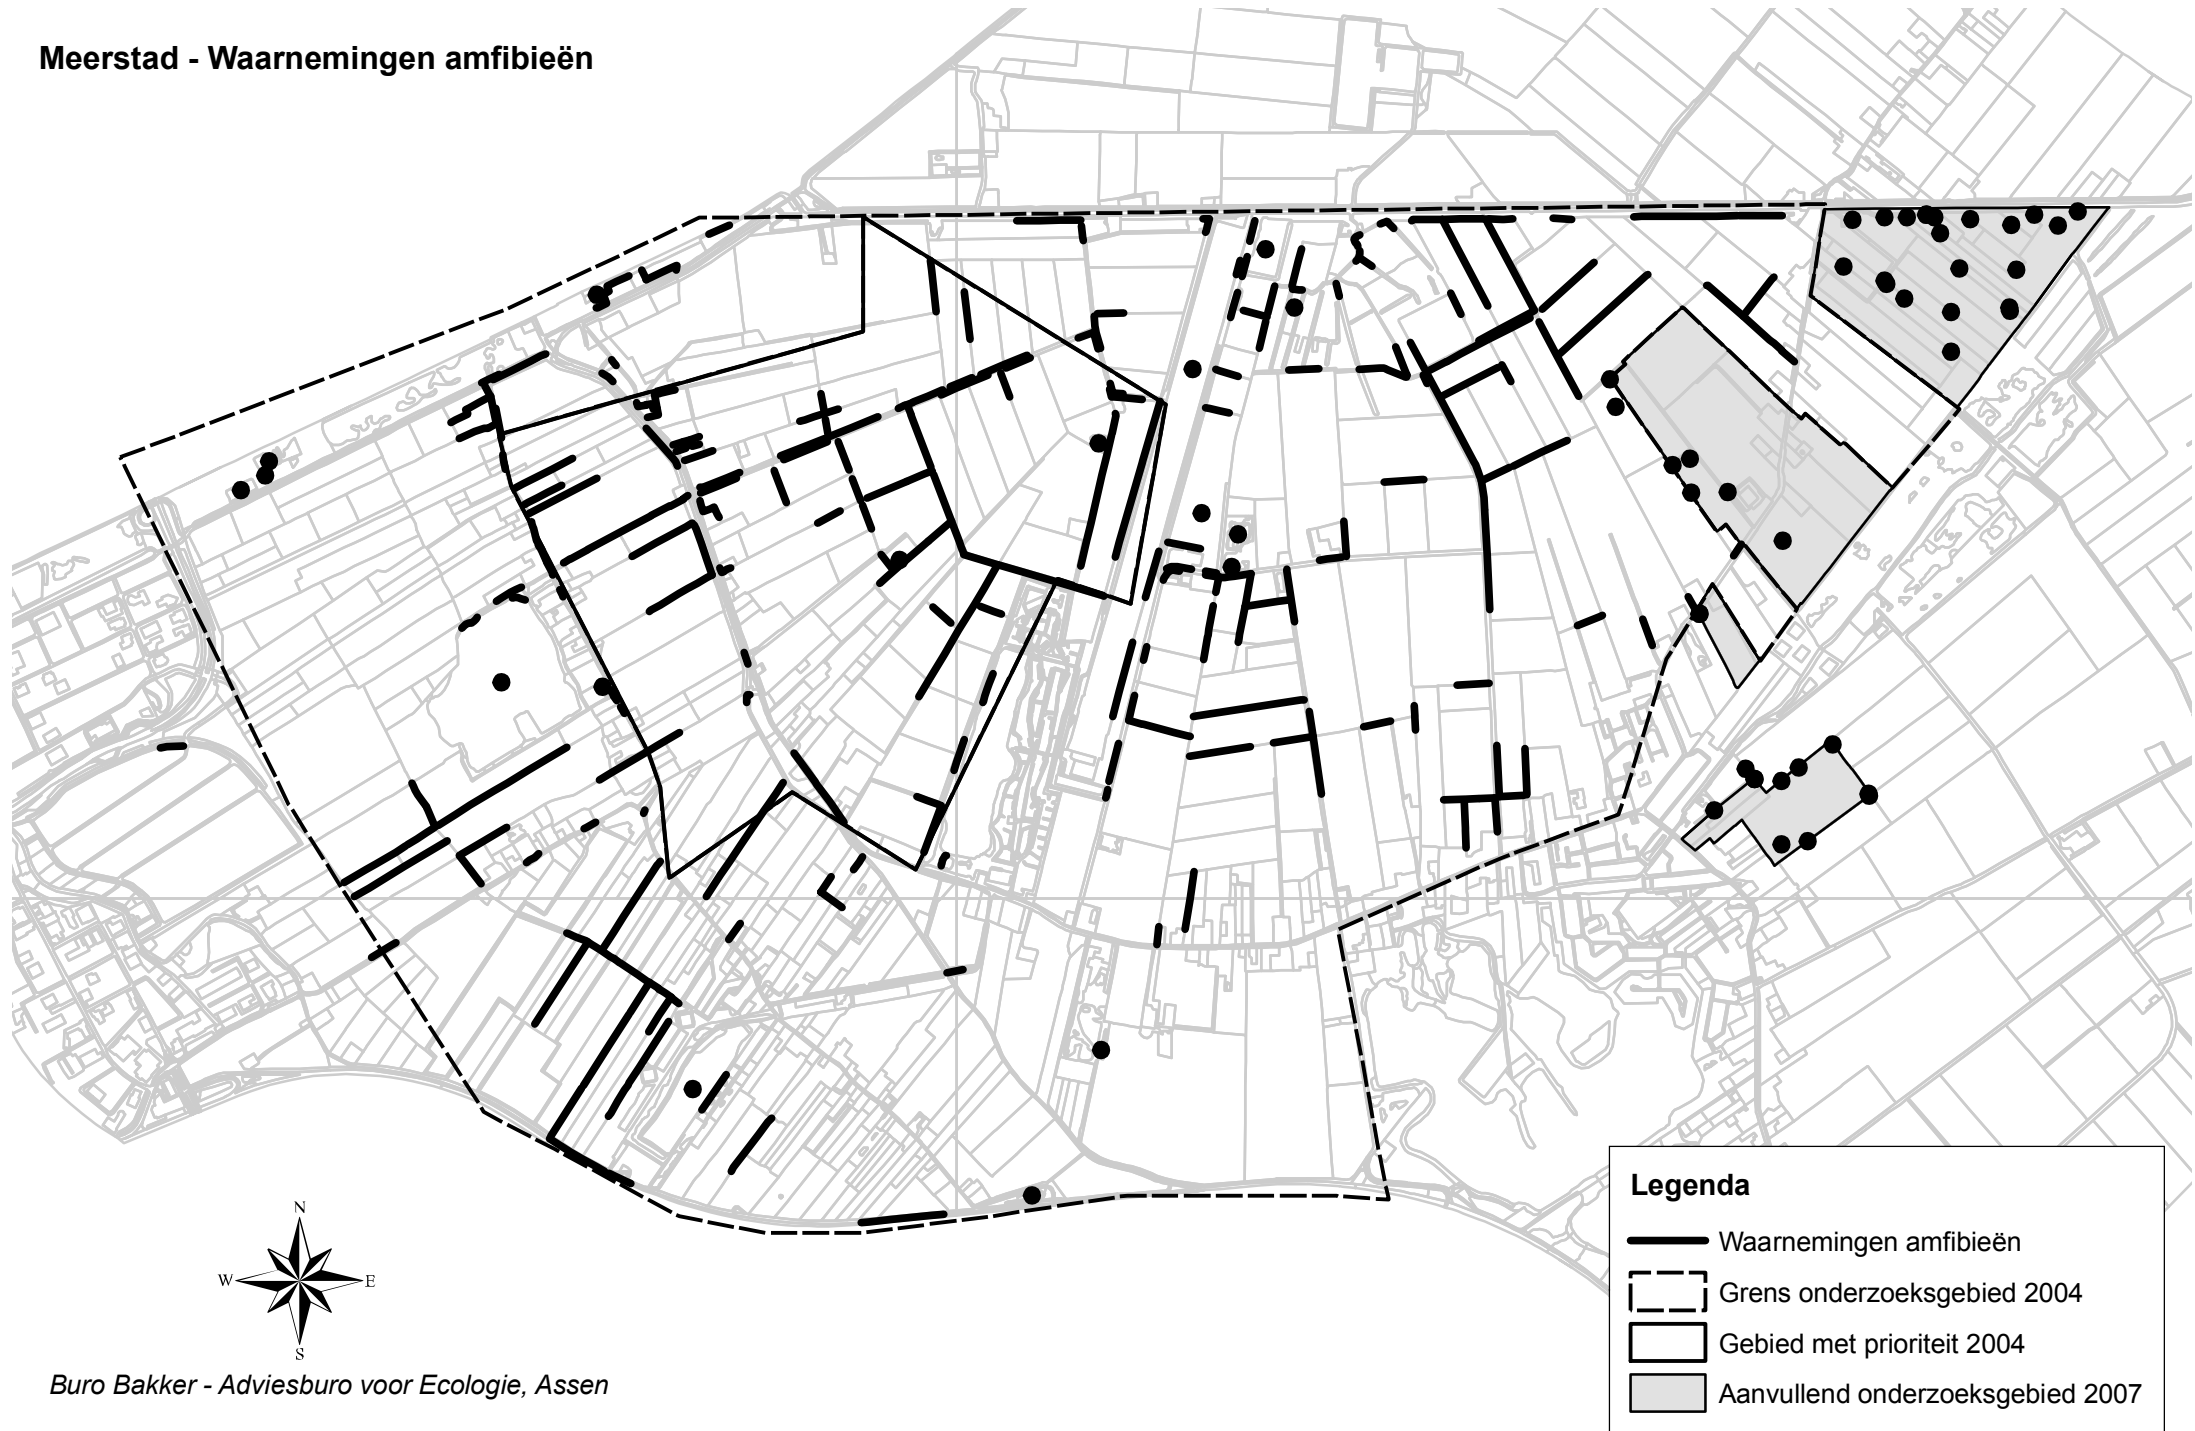 Meerstad - Waarnemingen amfibieën
N
W
E
S
Buro Bakker - Adviesburo voor Ecologie, Assen
Legenda
Waarnemingen amfibieën
Grens onderzoeksgebied 2004
Gebied met prioriteit 2004
Aanvullend onderzoeksgebied 2007